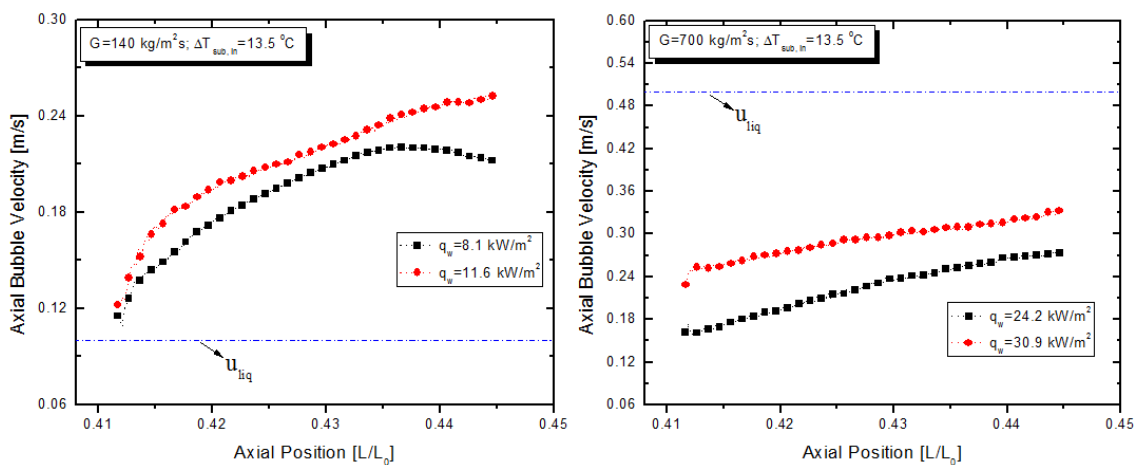 G=140 kg/m²s; ΔT_sub, in=13.5 °C
Axial Bubble Velocity [m/s]
0.30
0.24
0.18
0.12
0.06
q_w=8.1 kW/m²
q_w=11.6 kW/m²
u_liq
0.41 0.42 0.43 0.44 0.45
Axial Position [L/L₀]
G=700 kg/m²s; ΔT_sub, in=13.5 °C
Axial Bubble Velocity [m/s]
0.60
0.54
0.48
0.42
0.36
0.30
0.24
0.18
0.12
0.06
u_liq
q_w=24.2 kW/m²
q_w=30.9 kW/m²
0.41 0.42 0.43 0.44 0.45
Axial Position [L/L₀]